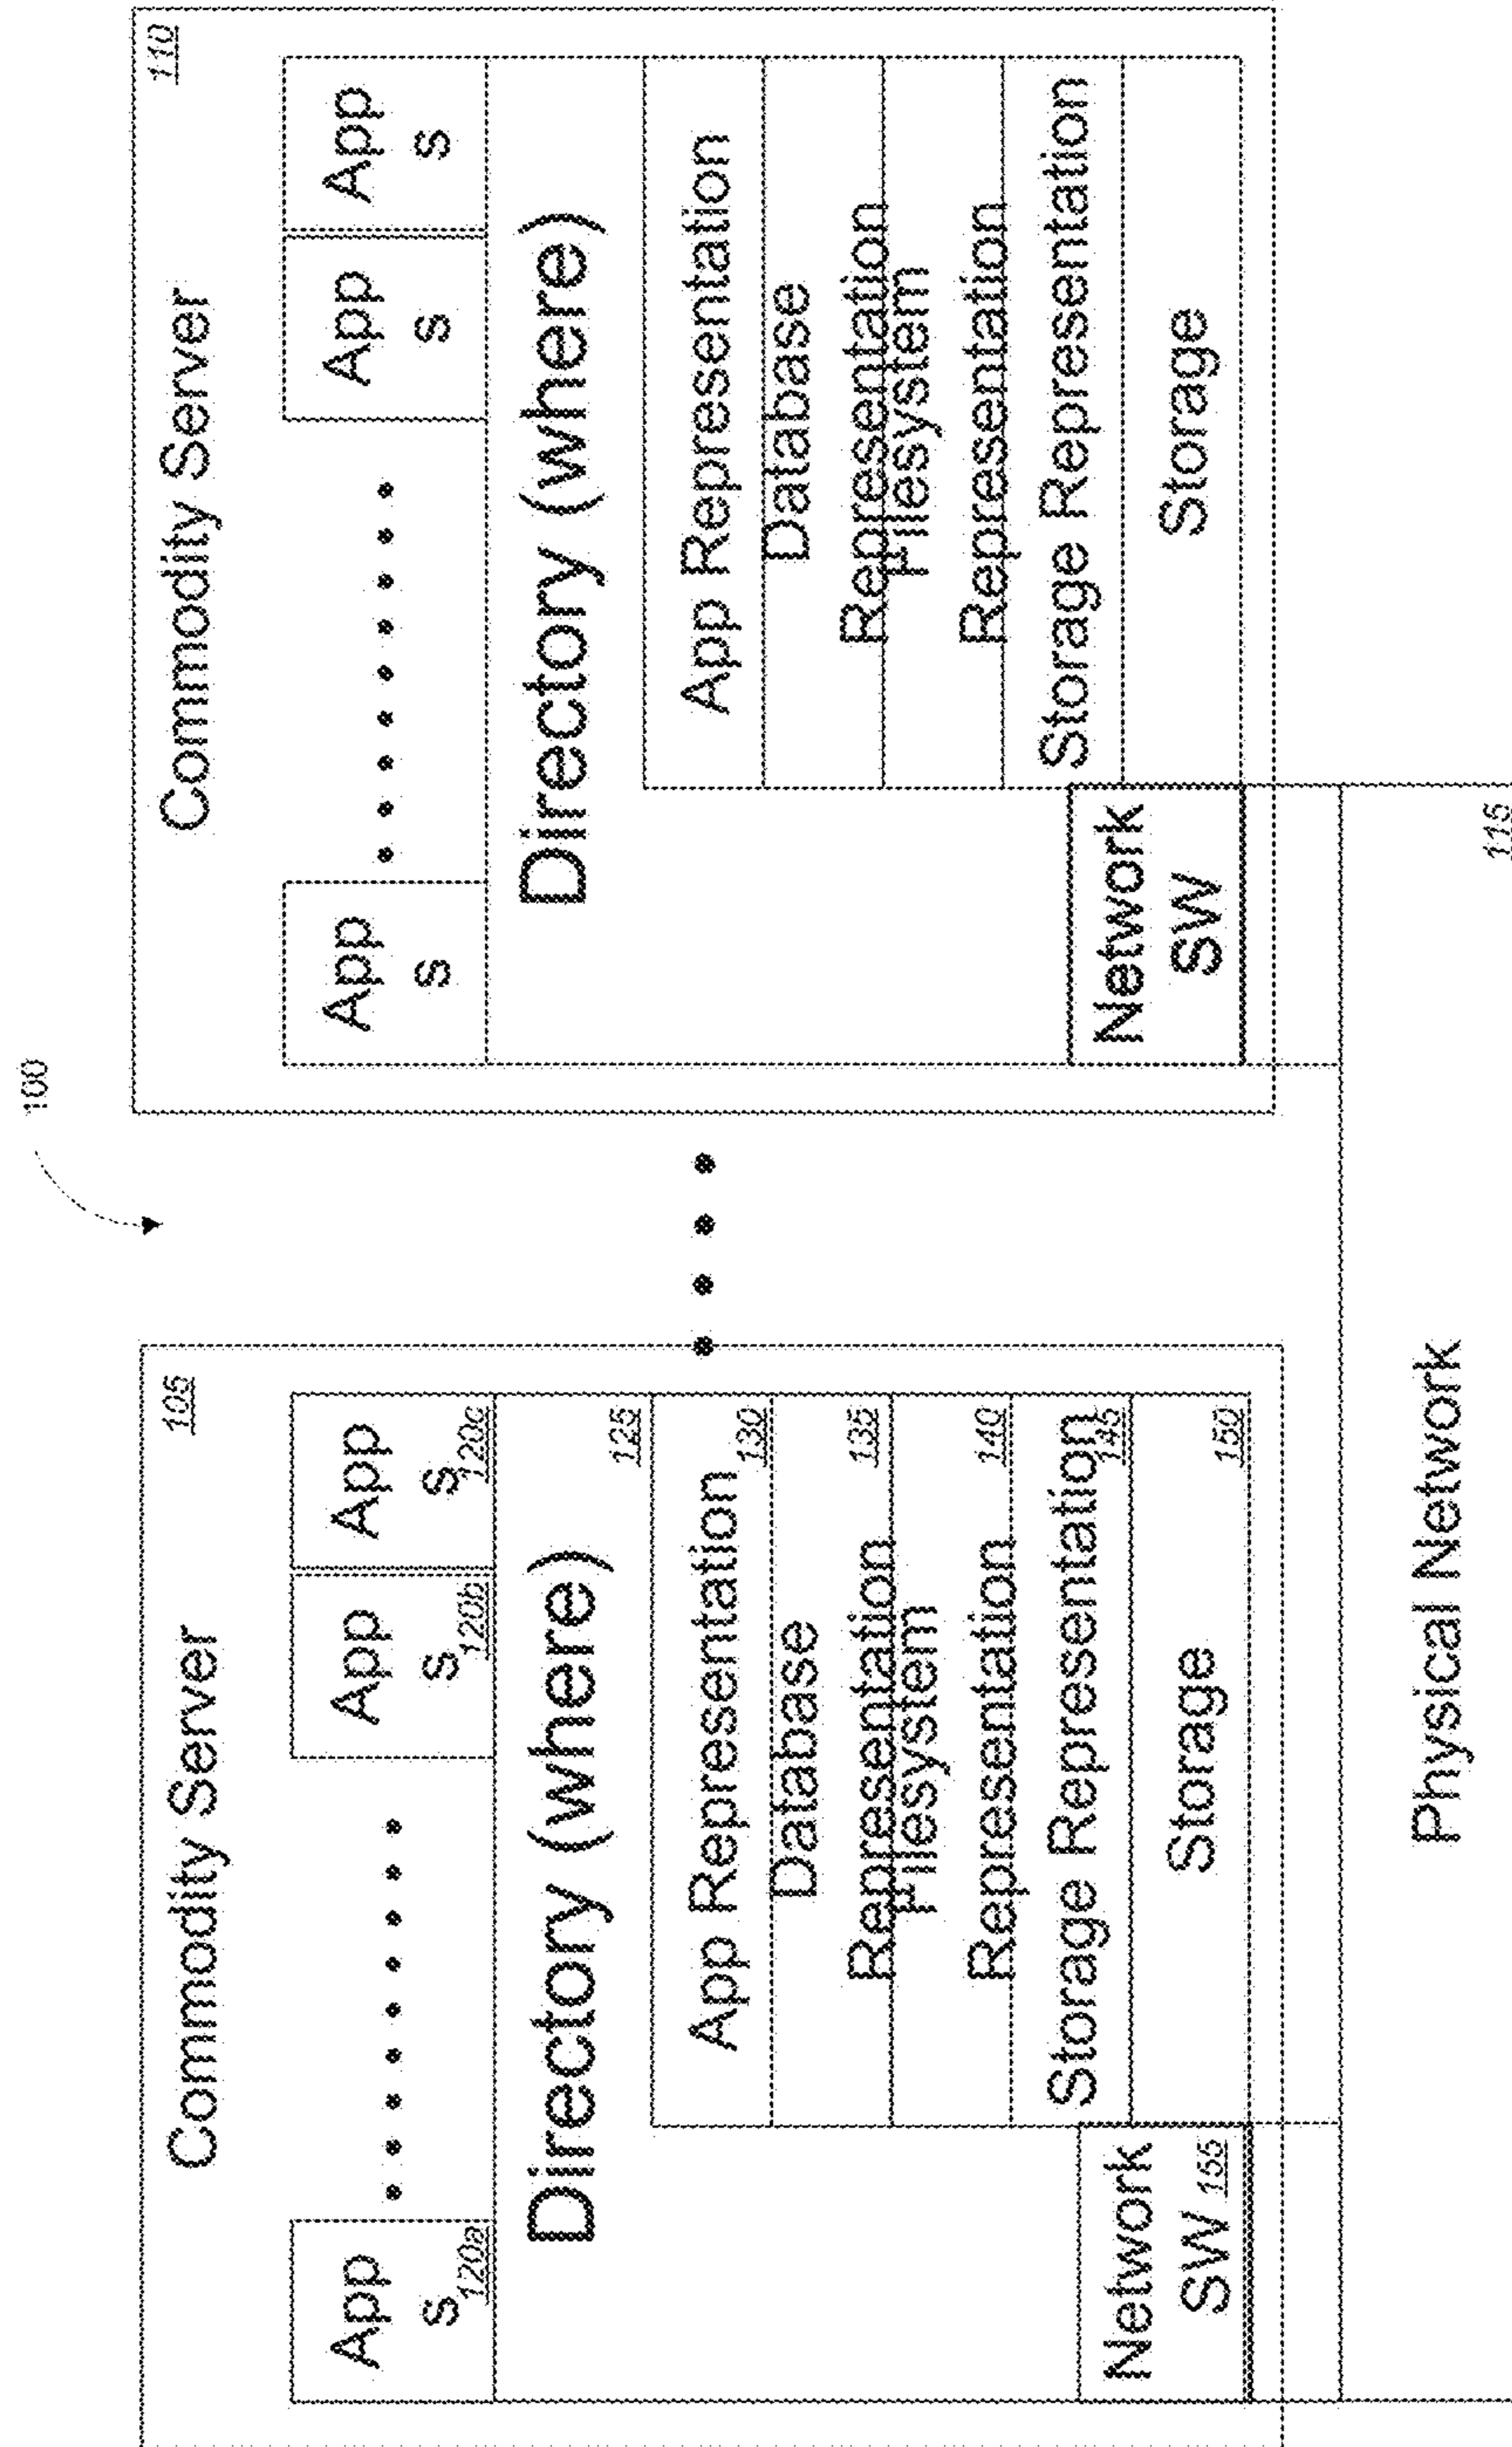 100
Commodity Server
105
App
s
120a
App
s
120b
App
s
120c
Directory (where)
125
App Representation
130
Database
Representation
135
Filesystem
Representation
140
Storage Representation
145
Storage
150
Network
SW 155
Commodity Server
110
App
s
App
s
App
s
Directory (where)
App Representation
Database
Representation
Filesystem
Representation
Storage Representation
Storage
Network
SW
Physical Network
115